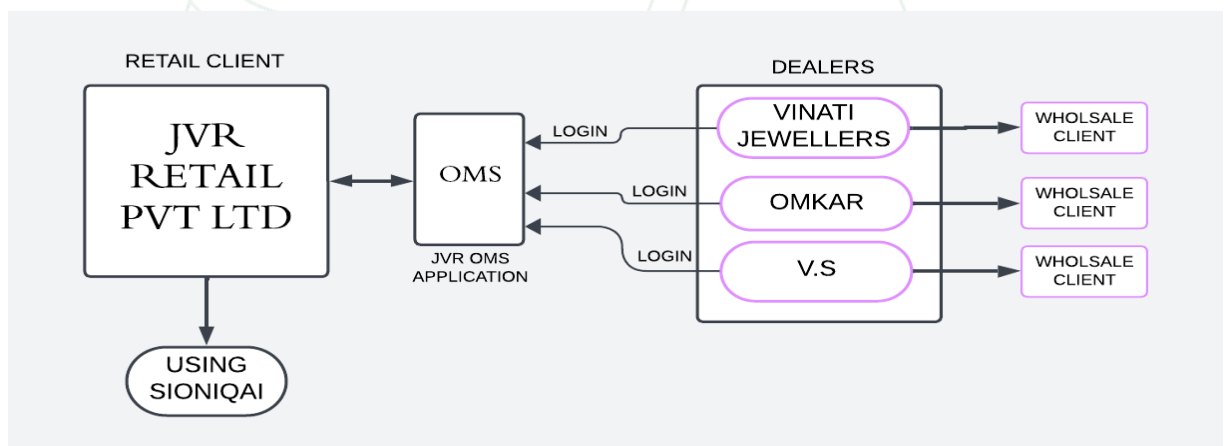 RETAIL CLIENT
JVR
RETAIL
PVT LTD
USING
SIONIQAI
OMS
JVR OMS
APPLICATION
LOGIN
LOGIN
LOGIN
DEALERS
VINATI
JEWELLERS
OMKAR
V.S
WHOLSALE
CLIENT
WHOLSALE
CLIENT
WHOLESALE
CLIENT